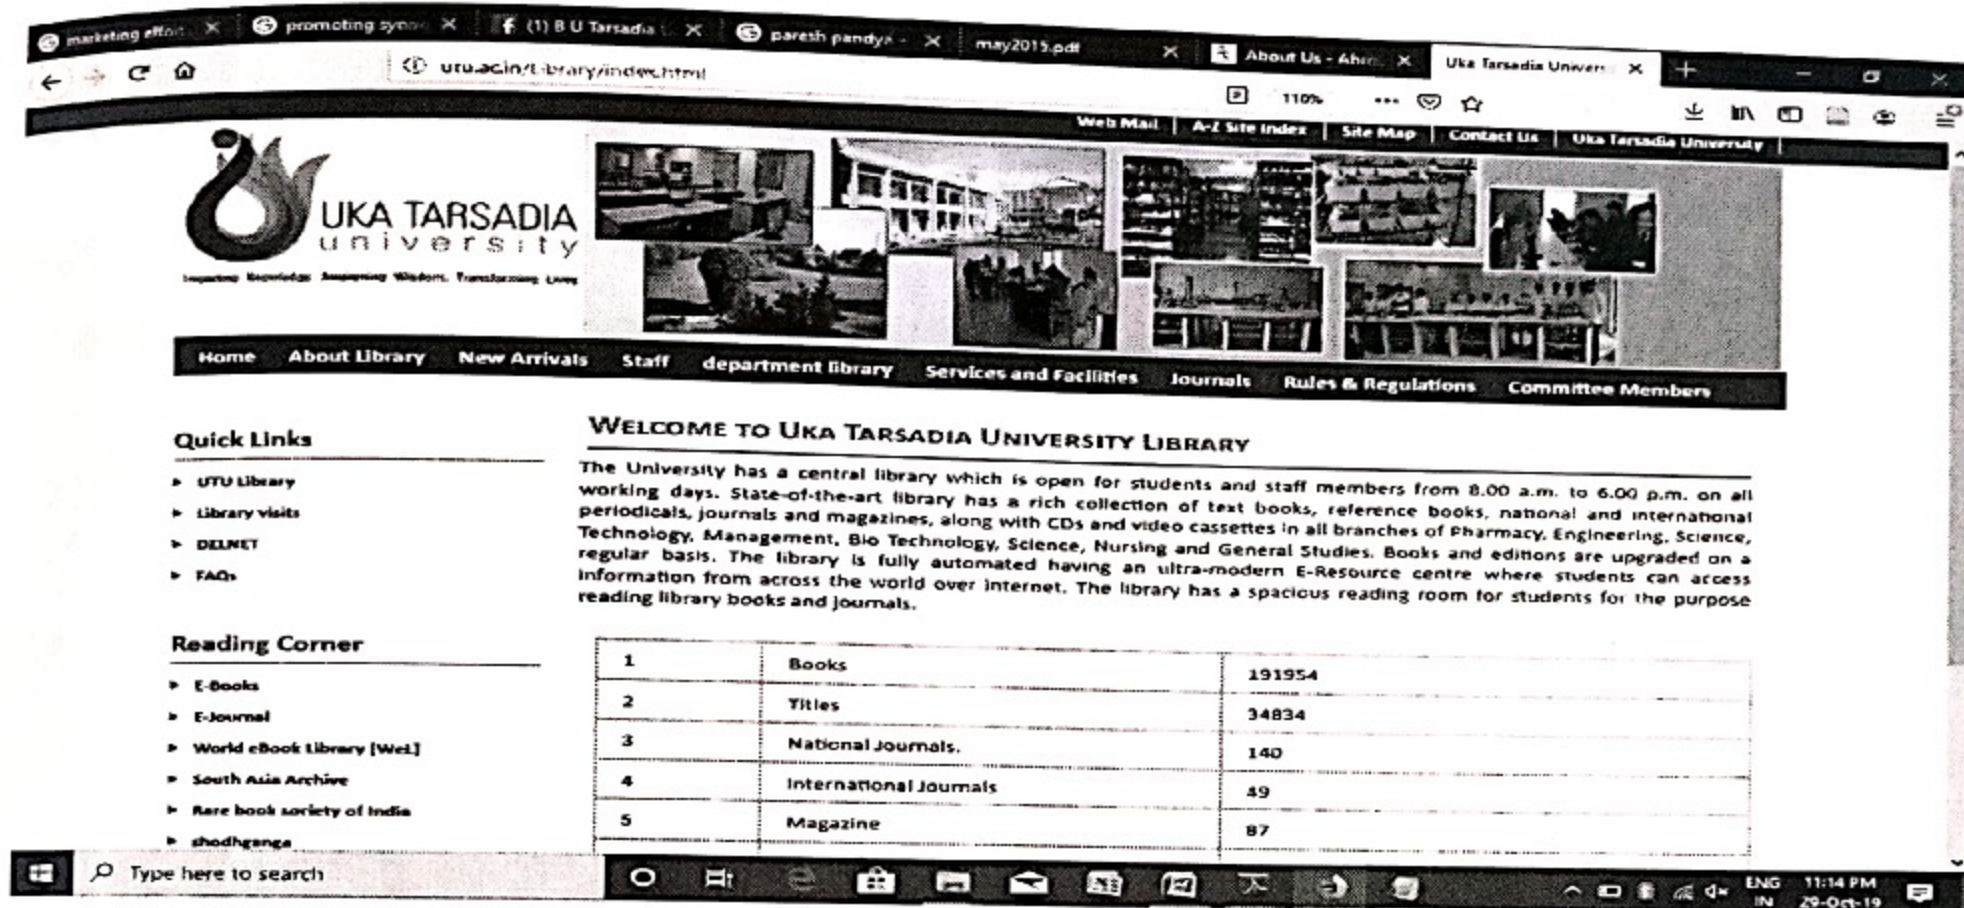 marketing effor
promoting syno
(1) B U Tarsadia
paresh pandya -
may2015.pdf
About Us - Ahm
Uka Tarsadia Univers
utu.ac.in/Library/index.html
110%
Web Mail | A-Z Site Index | Site Map | Contact Us | Uka Tarsadia University |
UKA TARSADIA
university
Imparting Knowledge. Awakening Wisdom. Transforming Lives
Home About Library New Arrivals Staff department library Services and Facilities Journals Rules & Regulations Committee Members
Quick Links
UTU Library
Library visits
DELNET
FAQs
Reading Corner
E-Books
E-Journal
World eBook Library [WeL]
South Asia Archive
Rare book society of India
shodhganga
WELCOME TO UKA TARSADIA UNIVERSITY LIBRARY
The University has a central library which is open for students and staff members from 8.00 a.m. to 6.00 p.m. on all
working days. State-of-the-art library has a rich collection of text books, reference books, national and international
periodicals, journals and magazines, along with CDs and video cassettes in all branches of Pharmacy, Engineering, Science,
Technology, Management, Bio Technology, Science, Nursing and General Studies. Books and editions are upgraded on a
regular basis. The library is fully automated having an ultra-modern E-Resource centre where students can access
information from across the world over internet. The library has a spacious reading room for students for the purpose
reading library books and journals.
1 Books 191954
2 Titles 34834
3 National Journals. 140
4 International Journals 49
5 Magazine 87
Type here to search
ENG 11:14 PM
IN 29-Oct-19